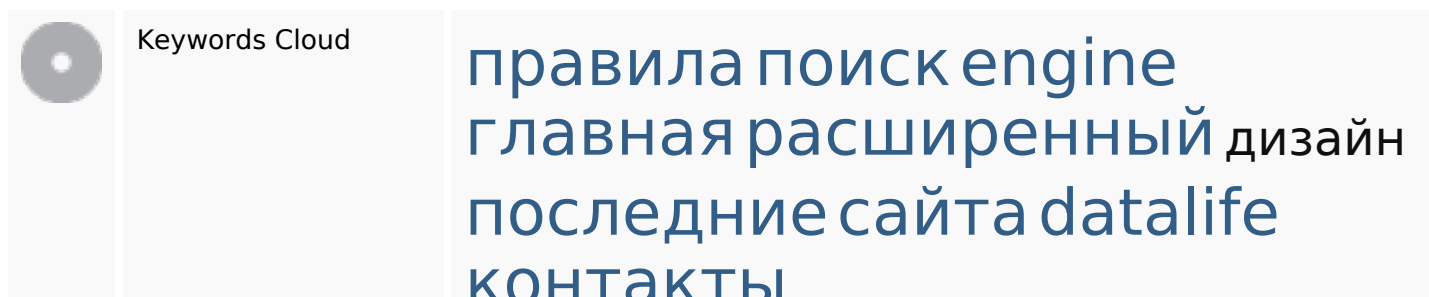 Keywords Cloud
правила поиск engine
главная расширенный дизайн
последние сайта datalife
контакты